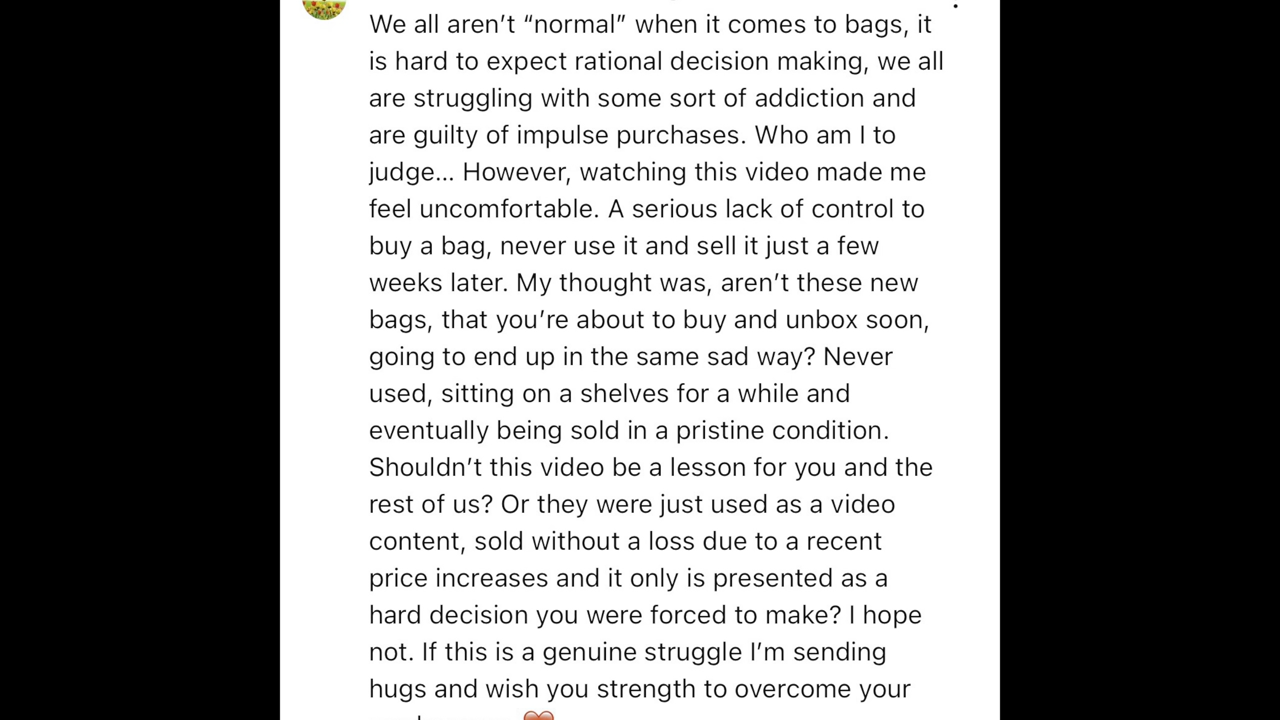 We all aren’t “normal” when it comes to bags, it
is hard to expect rational decision making, we all
are struggling with some sort of addiction and
are guilty of impulse purchases. Who am I to
judge... However, watching this video made me
feel uncomfortable. A serious lack of control to
buy a bag, never use it and sell it just a few
weeks later. My thought was, aren’t these new
bags, that you’re about to buy and unbox soon,
going to end up in the same sad way? Never
used, sitting on a shelves for a while and
eventually being sold in a pristine condition.
Shouldn’t this video be a lesson for you and the
rest of us? Or they were just used as a video
content, sold without a loss due to a recent
price increases and it only is presented as a
hard decision you were forced to make? I hope
not. If this is a genuine struggle I’m sending
hugs and wish you strength to overcome your